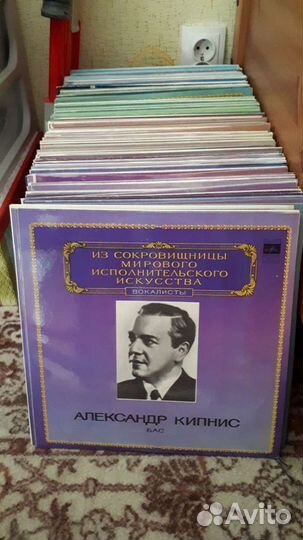 ИЗ СОКРОВИЩНИЦЫ
МИРОВОГО
ИСПОЛНИТЕЛЬСКОГО
ИСКУССТВА
ВОКАЛИСТЫ
АЛЕКСАНДР КИПНИС
БАС
Avito